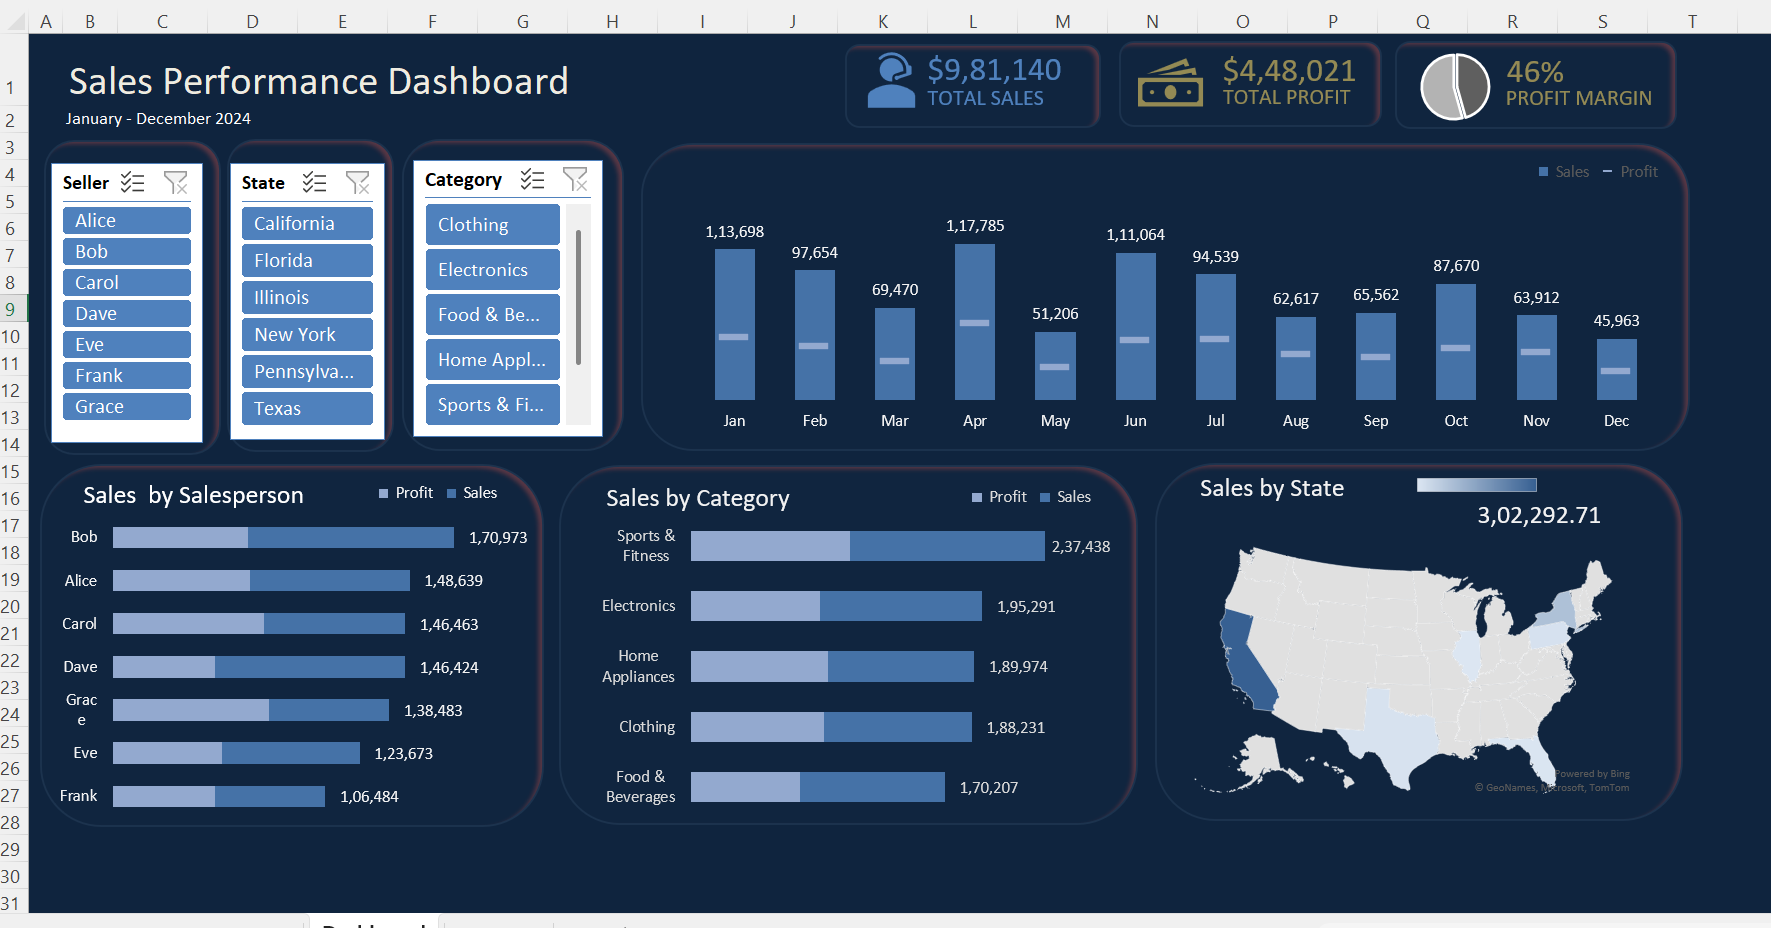 A B C D E F G H I J K L M N O P Q R S T
1
2
3
4
5
6
7
8
9
10
11
12
13
14
15
16
17
18
19
20
21
22
23
24
25
26
27
28
29
30
31
Sales Performance Dashboard
January - December 2024
$9,81,140
TOTAL SALES
$4,48,021
TOTAL PROFIT
46%
PROFIT MARGIN
Seller
Alice
Bob
Carol
Dave
Eve
Frank
Grace
State
California
Florida
Illinois
New York
Pennsylva...
Texas
Category
Clothing
Electronics
Food & Be...
Home Appl...
Sports & Fi...
Sales Profit
1,13,698
97,654
69,470
1,17,785
51,206
1,11,064
94,539
62,617
65,562
87,670
63,912
45,963
Jan Feb Mar Apr May Jun Jul Aug Sep Oct Nov Dec
Sales by Salesperson
Profit Sales
Bob 1,70,973
Alice 1,48,639
Carol 1,46,463
Dave 1,46,424
Grac
e 1,38,483
Eve 1,23,673
Frank 1,06,484
Sales by Category
Profit Sales
Sports &
Fitness 2,37,438
Electronics 1,95,291
Home
Appliances 1,89,974
Clothing 1,88,231
Food &
Beverages 1,70,207
Sales by State
3,02,292.71
Powered by Bing
© GeoNames, Microsoft, TomTom